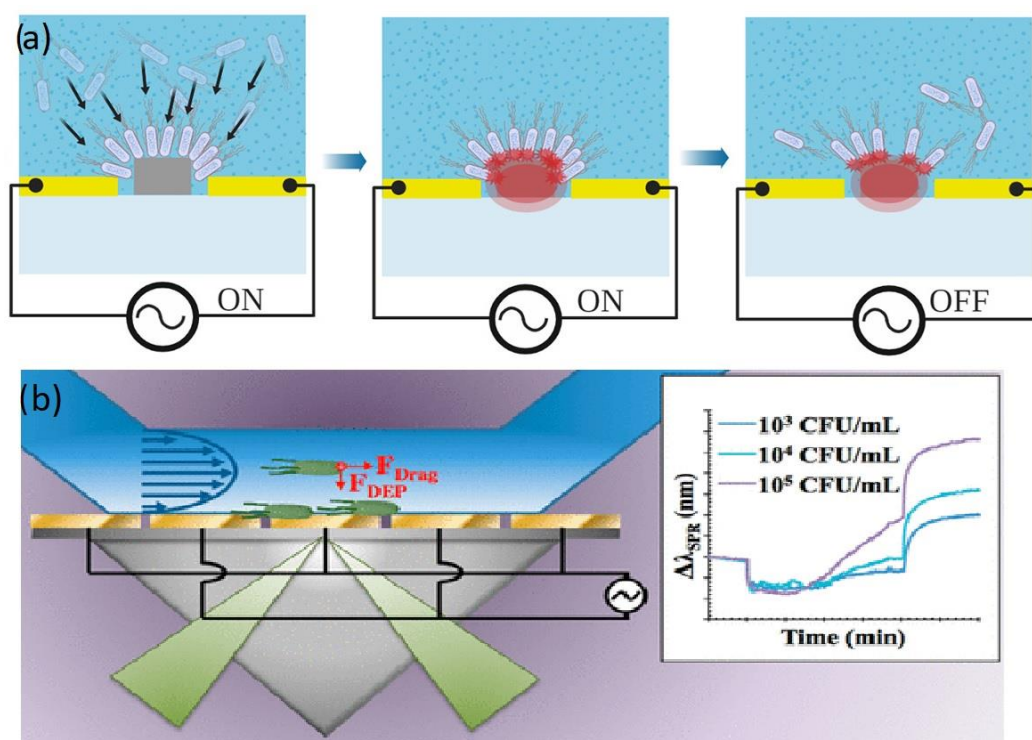 (a)
ON
ON
OFF
(b)
F_Drag
F_DEP
10³ CFU/mL
10⁴ CFU/mL
10⁵ CFU/mL
Δλ_SPR (nm)
Time (min)